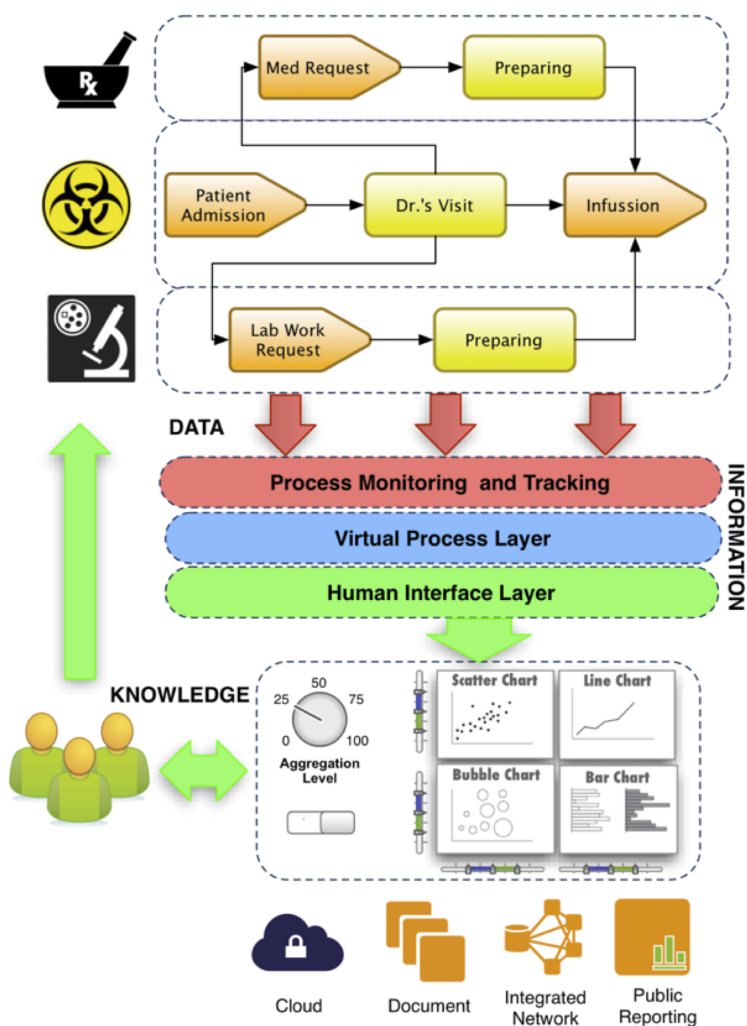 Rx
Med Request
Preparing
Patient
Admission
Dr.'s Visit
Infussion
Lab Work
Request
Preparing
DATA
Process Monitoring and Tracking
Virtual Process Layer
Human Interface Layer
INFORMATION
KNOWLEDGE
50
25
75
0
100
Aggregation
Level
Scatter Chart
Line Chart
Bubble Chart
Bar Chart
Cloud
Document
Integrated
Network
Public
Reporting